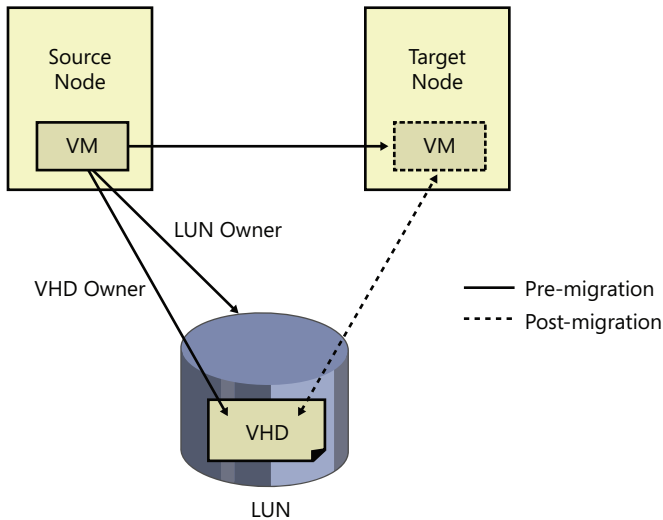 Source
Node
VM
Target
Node
VM
LUN Owner
VHD Owner
Pre-migration
Post-migration
VHD
LUN